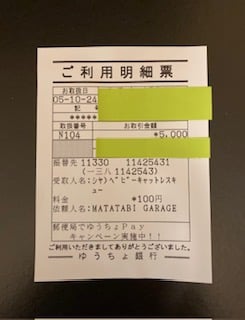 ご利用明細票
お取扱日
05-10-24
記号
*****
取扱番号 お取引金額
N104 *5,000
振替先 11330 11425431
(一三八 1142543)
受取人名:シヤ)ベビーキャットレスキ
ュー
料金 *100円
依頼人名:MATATABI GARAGE
郵便局でゆうちょPay
キャンペーン実施中!!
ご利用いただきましてありがとうございました。
ゆうちょ銀行